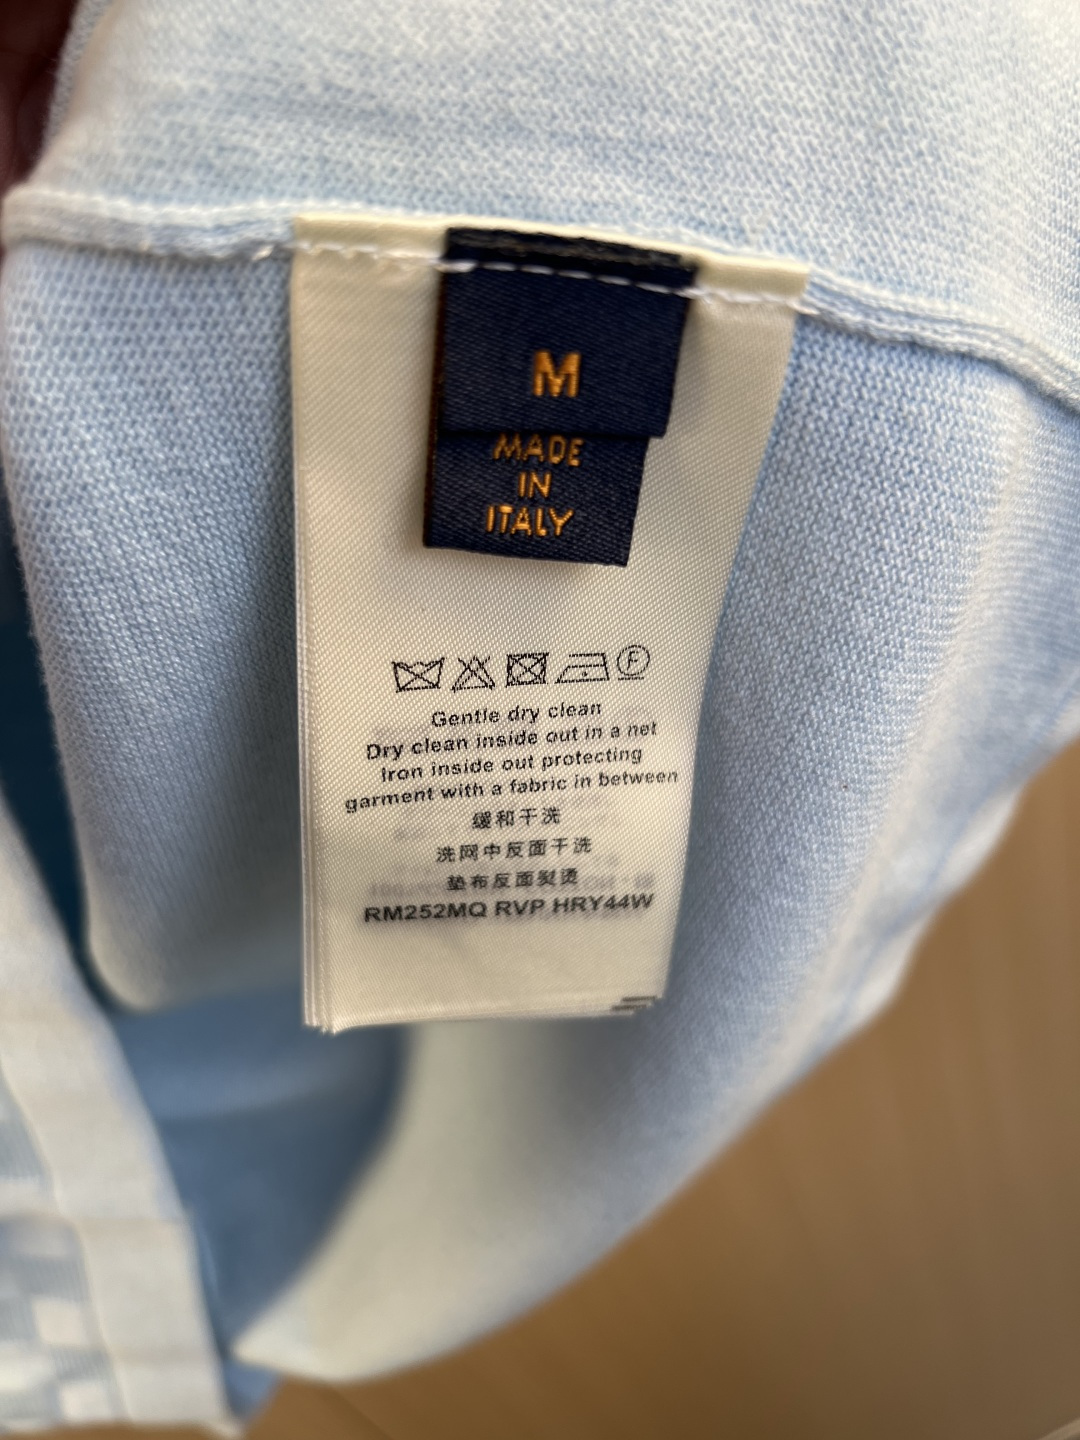 M
MADE
IN
ITALY
F
Gentle dry clean
Dry clean inside out in a net
Iron inside out protecting
garment with a fabric in between
缓和干洗
洗网中反面干洗
垫布反面熨烫
RM252MQ RVP HRY44W